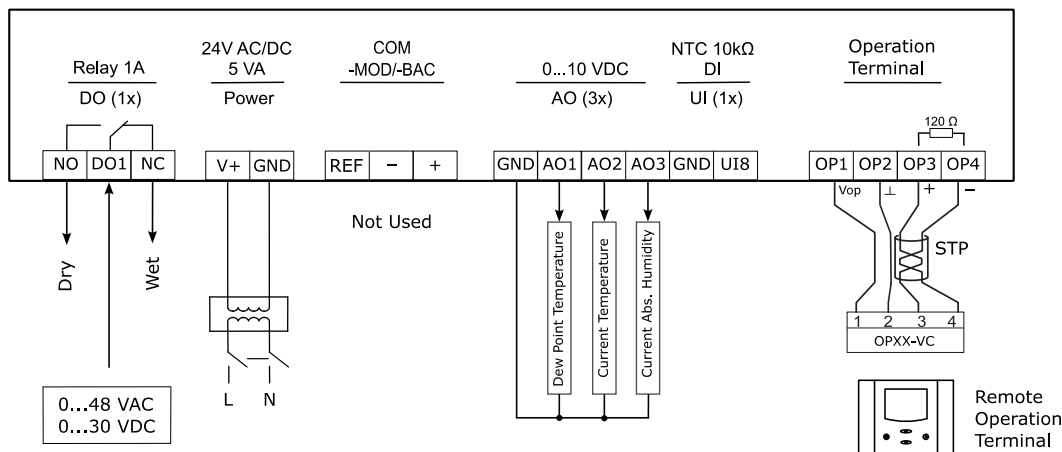 Relay 1A
DO (1x)
24V AC/DC
5 VA
Power
COM
-MOD/-BAC
0...10 VDC
AO (3x)
NTC 10kΩ
DI
UI (1x)
Operation
Terminal
120 Ω
NO DO1 NC
V+ GND
REF − +
GND AO1 AO2 AO3 GND UI8
OP1 OP2 OP3 OP4
Vop ⊥ + −
Not Used
STP
Dry
Wet
Dew Point Temperature
Current Temperature
Current Abs. Humidity
1 2 3 4
OPXX-VC
L N
0...48 VAC
0...30 VDC
Remote
Operation
Terminal